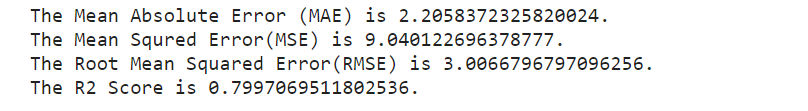 The Mean Absolute Error (MAE) is 2.2058372325820024.
The Mean Squred Error(MSE) is 9.040122696378777.
The Root Mean Squared Error(RMSE) is 3.0066796797096256.
The R2 Score is 0.7997069511802536.